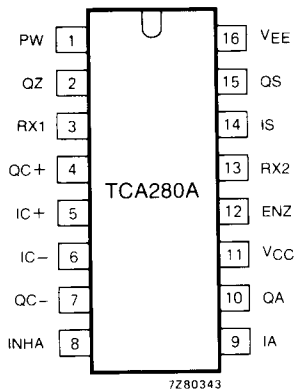 PW 1 16 VEE
QZ 2 15 QS
RX1 3 14 IS
QC+ 4 13 RX2
TCA280A
IC+ 5 12 ENZ
IC− 6 11 VCC
QC− 7 10 QA
INHA 8 9 IA
7Z80343